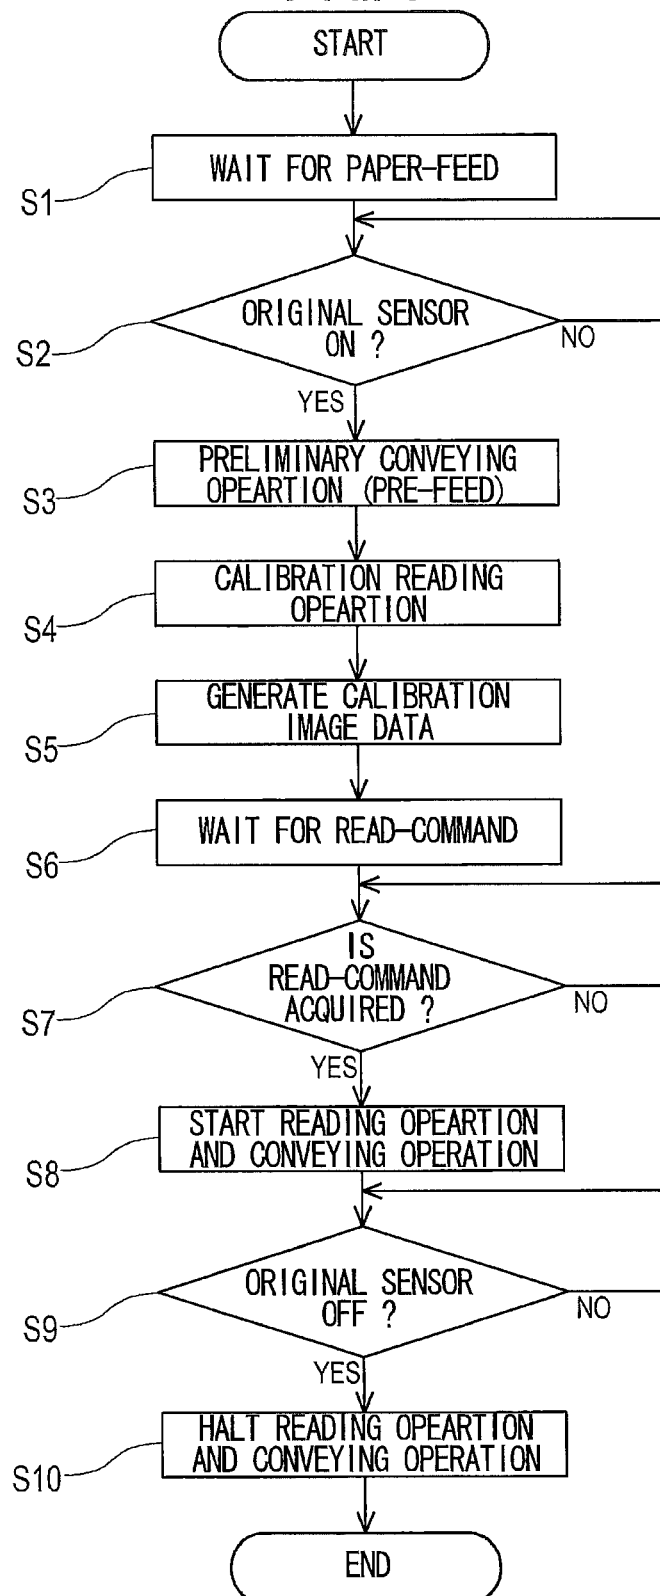 START
S1
WAIT FOR PAPER-FEED
S2
ORIGINAL SENSOR
ON ?
NO
YES
S3
PRELIMINARY CONVEYING
OPEARTION (PRE-FEED)
S4
CALIBRATION READING
OPEARTION
S5
GENERATE CALIBRATION
IMAGE DATA
S6
WAIT FOR READ-COMMAND
S7
IS
READ-COMMAND
ACQUIRED ?
NO
YES
S8
START READING OPEARTION
AND CONVEYING OPERATION
S9
ORIGINAL SENSOR
OFF ?
NO
YES
S10
HALT READING OPEARTION
AND CONVEYING OPERATION
END